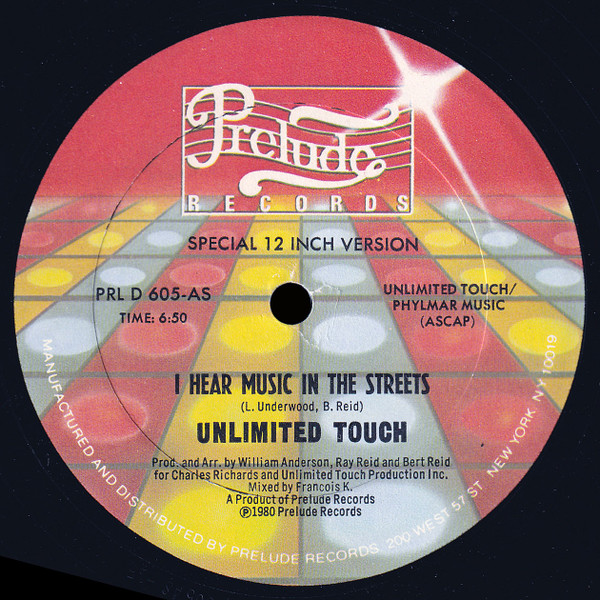 Prelude
RECORDS
SPECIAL 12 INCH VERSION
PRL D 605-AS
TIME: 6:50
UNLIMITED TOUCH/
PHYLMAR MUSIC
(ASCAP)
I HEAR MUSIC IN THE STREETS
(L. Underwood, B. Reid)
UNLIMITED TOUCH
Prod. and Arr. by William Anderson, Ray Reid and Bert Reid
for Charles Richards and Unlimited Touch Production Inc.
Mixed by Francois K.
A Product of Prelude Records
℗1980 Prelude Records
MANUFACTURED AND DISTRIBUTED BY PRELUDE RECORDS, 200 WEST 57 ST NEW YORK, NY 10019